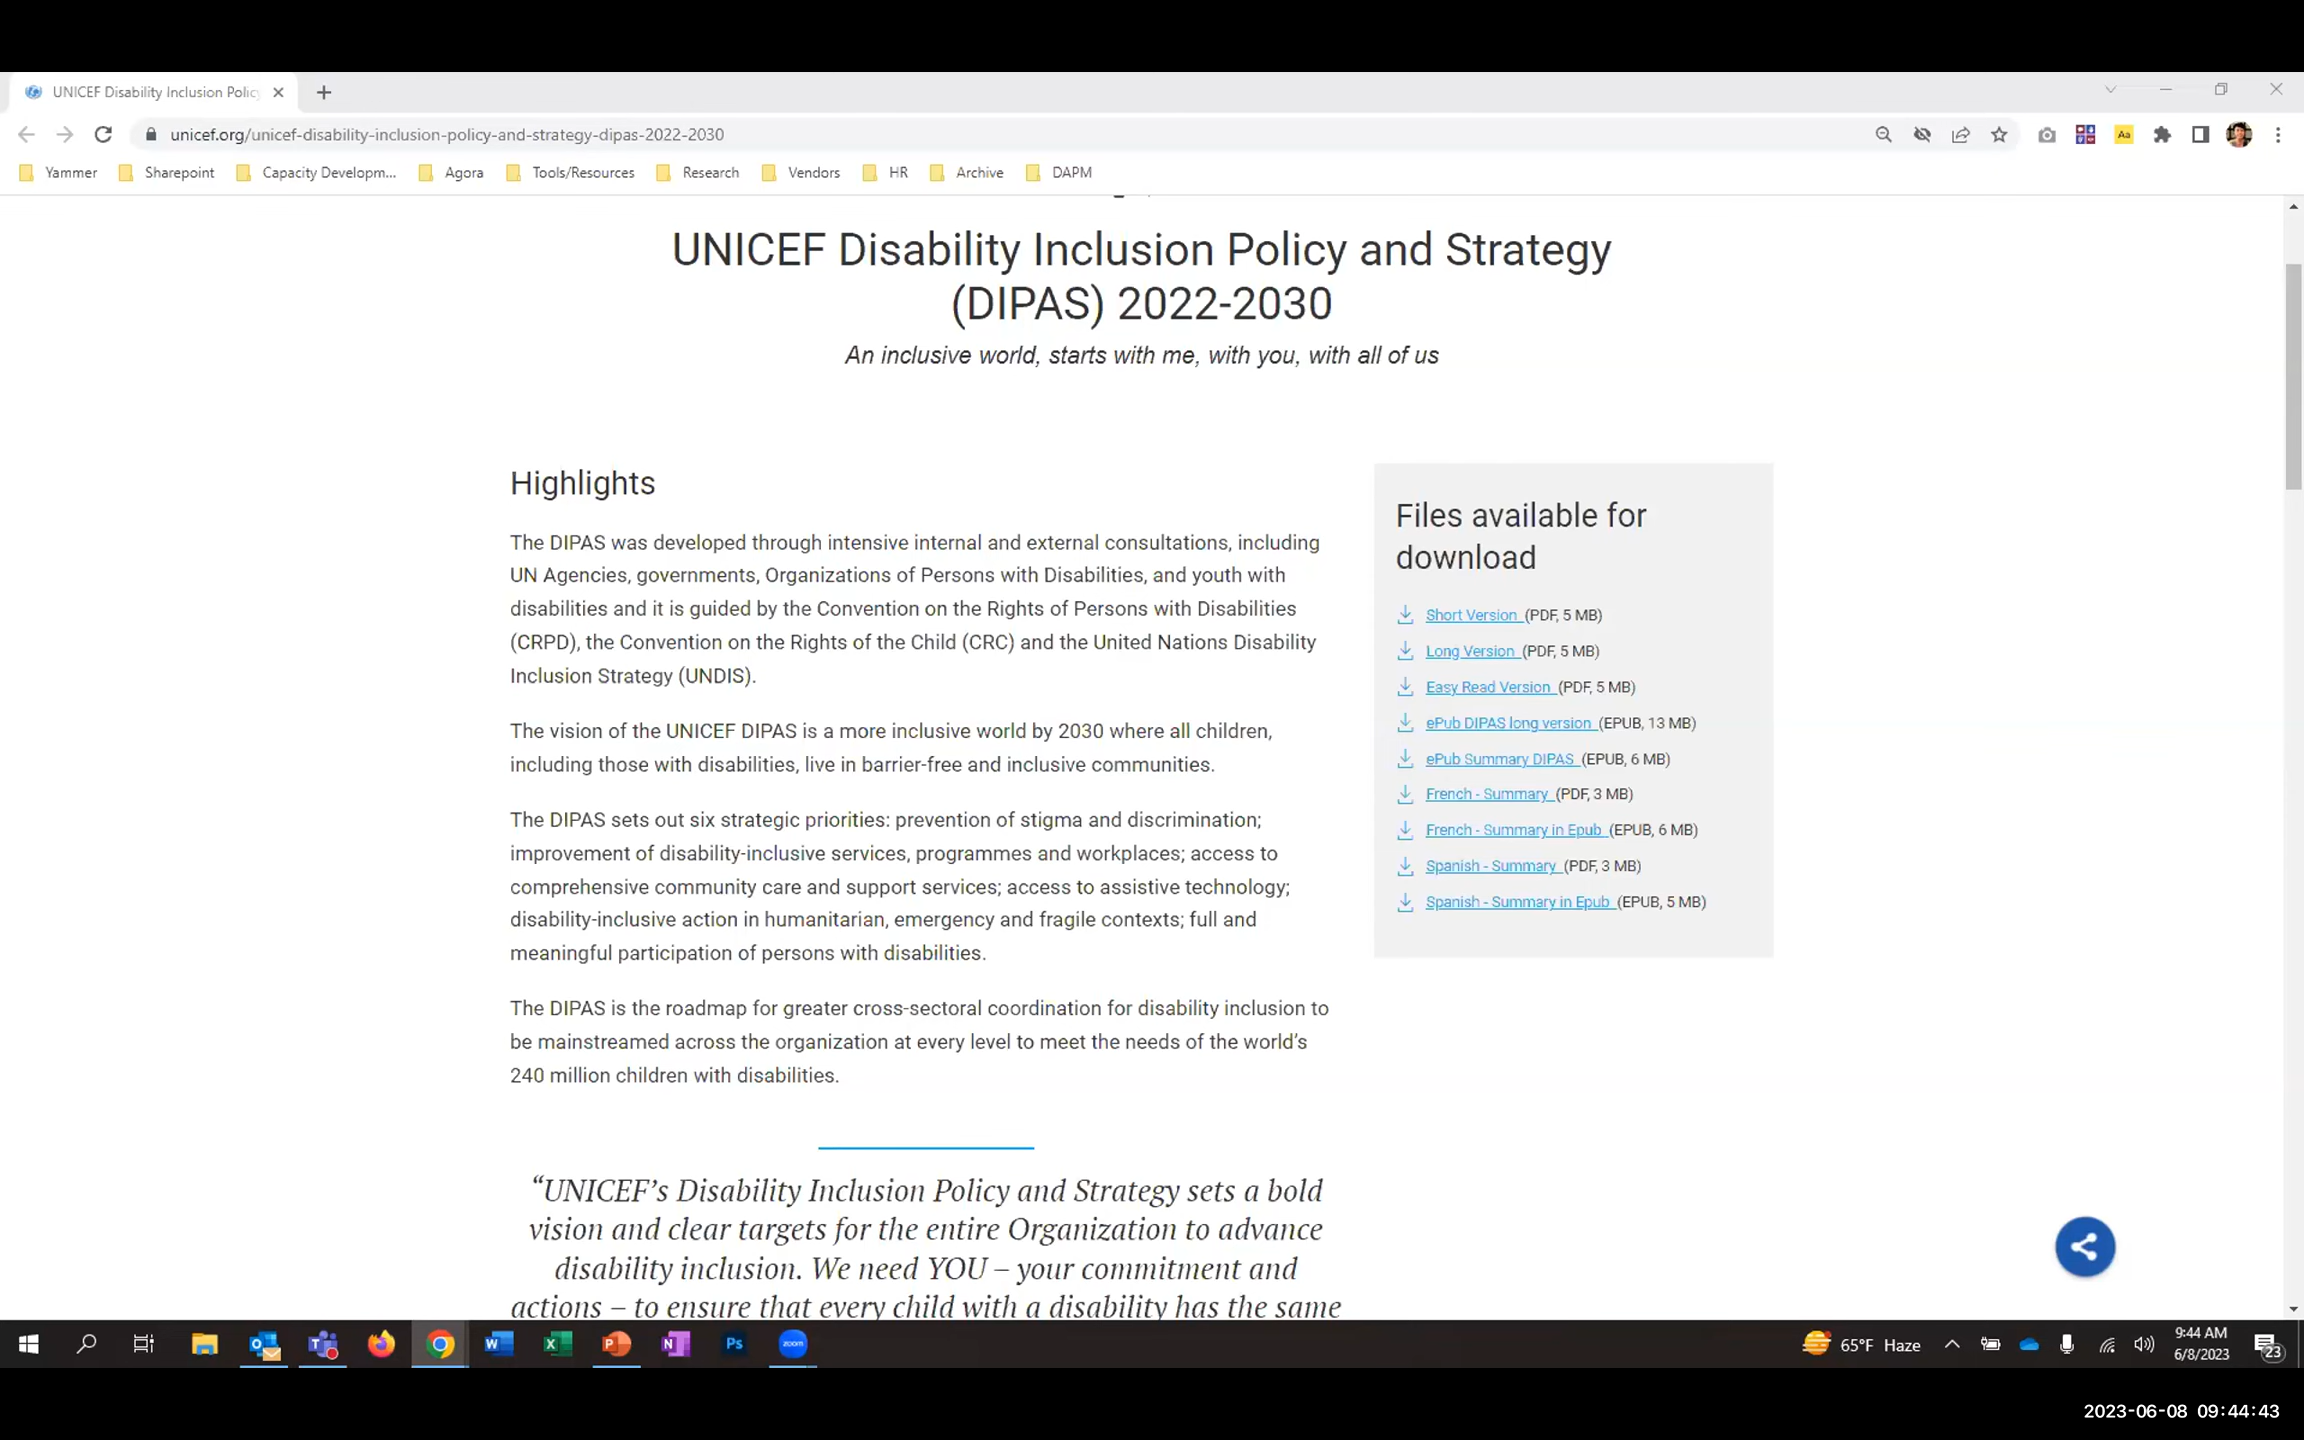 UNICEF Disability Inclusion Polic
unicef.org/unicef-disability-inclusion-policy-and-strategy-dipas-2022-2030
Aa
Yammer Sharepoint Capacity Developm... Agora Tools/Resources Research Vendors HR Archive DAPM
UNICEF Disability Inclusion Policy and Strategy
(DIPAS) 2022-2030
An inclusive world, starts with me, with you, with all of us
Highlights
The DIPAS was developed through intensive internal and external consultations, including
UN Agencies, governments, Organizations of Persons with Disabilities, and youth with
disabilities and it is guided by the Convention on the Rights of Persons with Disabilities
(CRPD), the Convention on the Rights of the Child (CRC) and the United Nations Disability
Inclusion Strategy (UNDIS).
The vision of the UNICEF DIPAS is a more inclusive world by 2030 where all children,
including those with disabilities, live in barrier-free and inclusive communities.
The DIPAS sets out six strategic priorities: prevention of stigma and discrimination;
improvement of disability-inclusive services, programmes and workplaces; access to
comprehensive community care and support services; access to assistive technology;
disability-inclusive action in humanitarian, emergency and fragile contexts; full and
meaningful participation of persons with disabilities.
The DIPAS is the roadmap for greater cross-sectoral coordination for disability inclusion to
be mainstreamed across the organization at every level to meet the needs of the world's
240 million children with disabilities.
"UNICEF's Disability Inclusion Policy and Strategy sets a bold
vision and clear targets for the entire Organization to advance
disability inclusion. We need YOU – your commitment and
actions – to ensure that every child with a disability has the same
Files available for
download
Short Version (PDF, 5 MB)
Long Version (PDF, 5 MB)
Easy Read Version (PDF, 5 MB)
ePub DIPAS long version (EPUB, 13 MB)
ePub Summary DIPAS (EPUB, 6 MB)
French - Summary (PDF, 3 MB)
French - Summary in Epub (EPUB, 6 MB)
Spanish - Summary (PDF, 3 MB)
Spanish - Summary in Epub (EPUB, 5 MB)
65°F Haze
9:44 AM
6/8/2023
23
2023-06-08 09:44:43